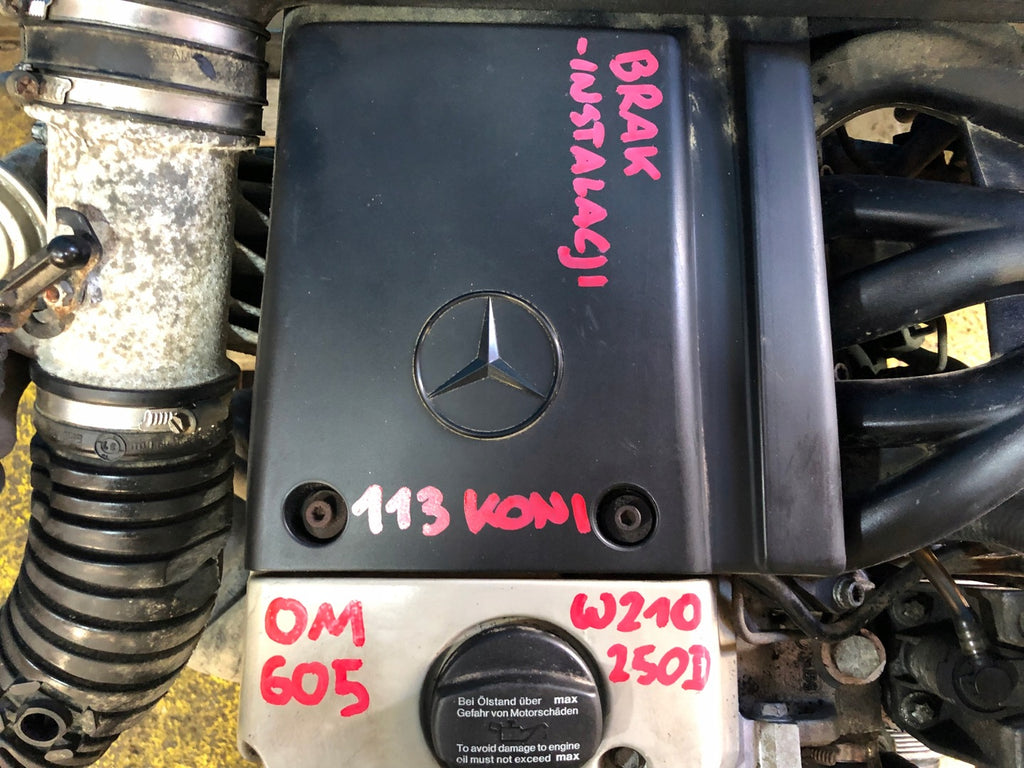 BRAK
-INSTALACJI
113 KONI
OM
605
W210
250D
Bei Ölstand über max
Gefahr von Motorschäden
To avoid damage to engine
oil must not exceed max